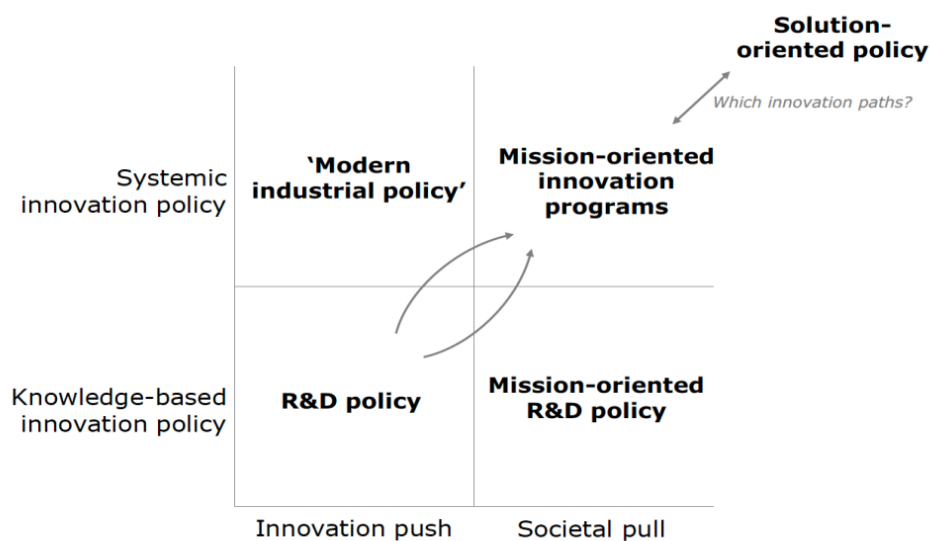 Solution-
oriented policy
Which innovation paths?
Systemic
innovation policy
‘Modern
industrial policy’
Mission-oriented
innovation
programs
Knowledge-based
innovation policy
R&D policy
Mission-oriented
R&D policy
Innovation push
Societal pull